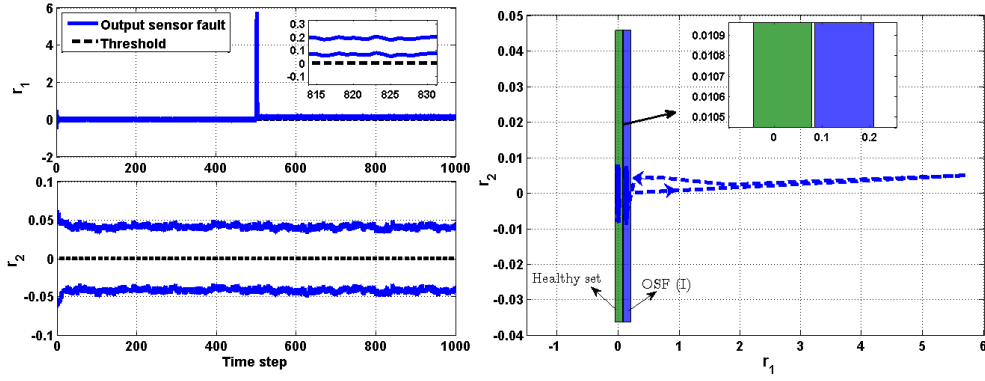 Output sensor fault
Threshold
6
4
2
0
-2
r1
0.3
0.2
0.1
0
-0.1
815 820 825 830
0 200 400 600 800 1000
0.1
0.05
0
-0.05
-0.1
r2
0 200 400 600 800 1000
Time step
0.05
0.04
0.03
0.02
0.01
0
-0.01
-0.02
-0.03
-0.04
r2
0.0109
0.0108
0.0107
0.0106
0.0105
0 0.1 0.2
Healthy set
OSF (I)
-1 0 1 2 3 4 5 6
r1